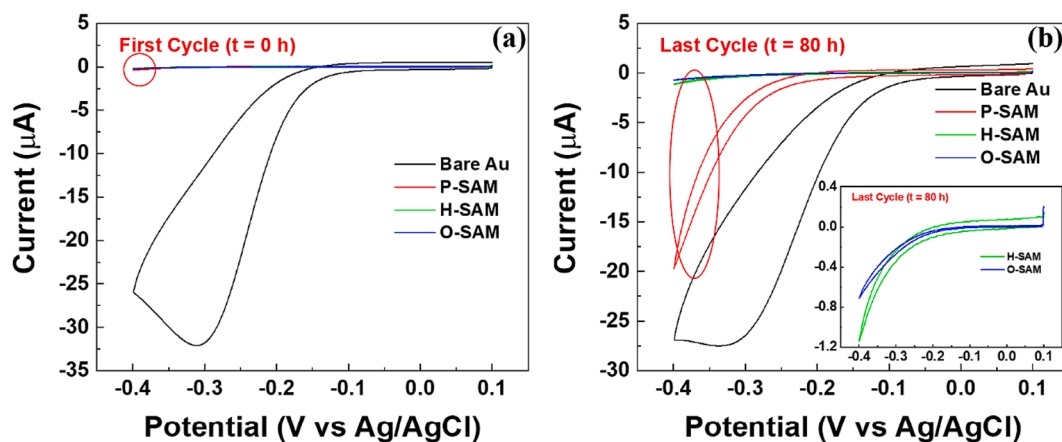 (a)
First Cycle (t = 0 h)
5
0
-5
-10
-15
-20
-25
-30
-35
Current (μA)
Bare Au
P-SAM
H-SAM
O-SAM
-0.4 -0.3 -0.2 -0.1 0.0 0.1
Potential (V vs Ag/AgCl)
(b)
Last Cycle (t = 80 h)
5
0
-5
-10
-15
-20
-25
-30
Current (μA)
Bare Au
P-SAM
H-SAM
O-SAM
Last Cycle (t = 80 h)
0.4
0.0
-0.4
-0.8
-1.2
H-SAM
O-SAM
-0.4 -0.3 -0.2 -0.1 0.0 0.1
-0.4 -0.3 -0.2 -0.1 0.0 0.1
Potential (V vs Ag/AgCl)